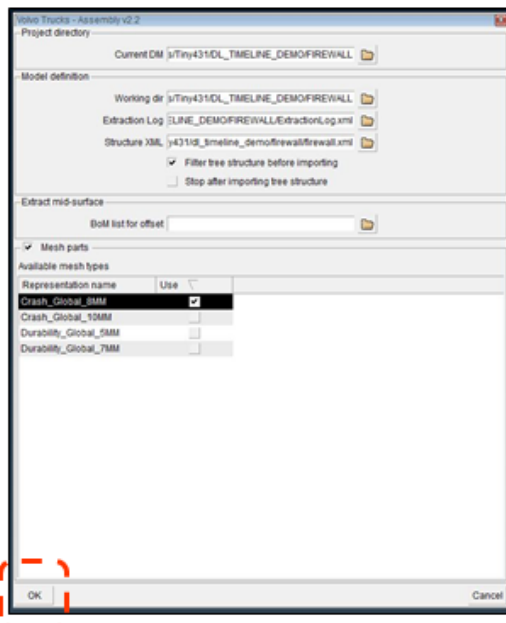 Volvo Trucks - Assembly v2.2
Project directory
Current DM s/Tiny431/DL_TIMELINE_DEMO/FIREWALL
Model definition
Working dir s/Tiny431/DL_TIMELINE_DEMO/FIREWALL
Extraction Log ELINE_DEMO/FIREWALL/ExtractionLog.xml
Structure XML y431/dl_timeline_demo/firewall/firewall.xml
Filter tree structure before importing
Stop after importing tree structure
Extract mid-surface
BoM list for offset
Mesh parts
Available mesh types
Representation name Use
Crash_Global_8MM
Crash_Global_10MM
Durability_Global_5MM
Durability_Global_7MM
OK Cancel